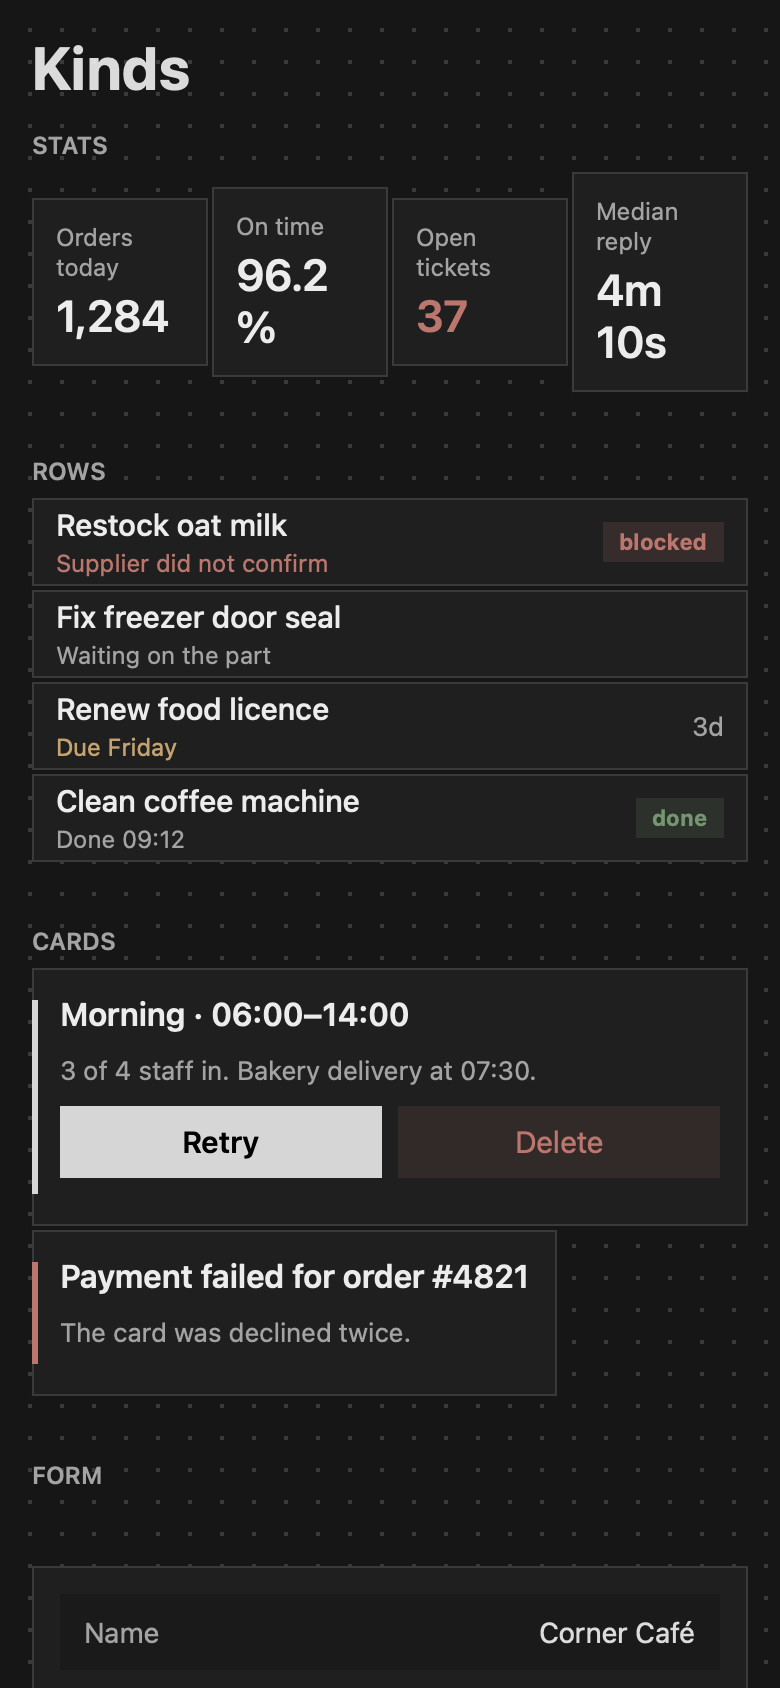 Kinds
STATS
Orders
today
1,284
On time
96.2
%
Open
tickets
37
Median
reply
4m
10s
ROWS
Restock oat milk
Supplier did not confirm
blocked
Fix freezer door seal
Waiting on the part
Renew food licence
Due Friday
3d
Clean coffee machine
Done 09:12
done
CARDS
Morning · 06:00–14:00
3 of 4 staff in. Bakery delivery at 07:30.
Retry
Delete
Payment failed for order #4821
The card was declined twice.
FORM
Name
Corner Café